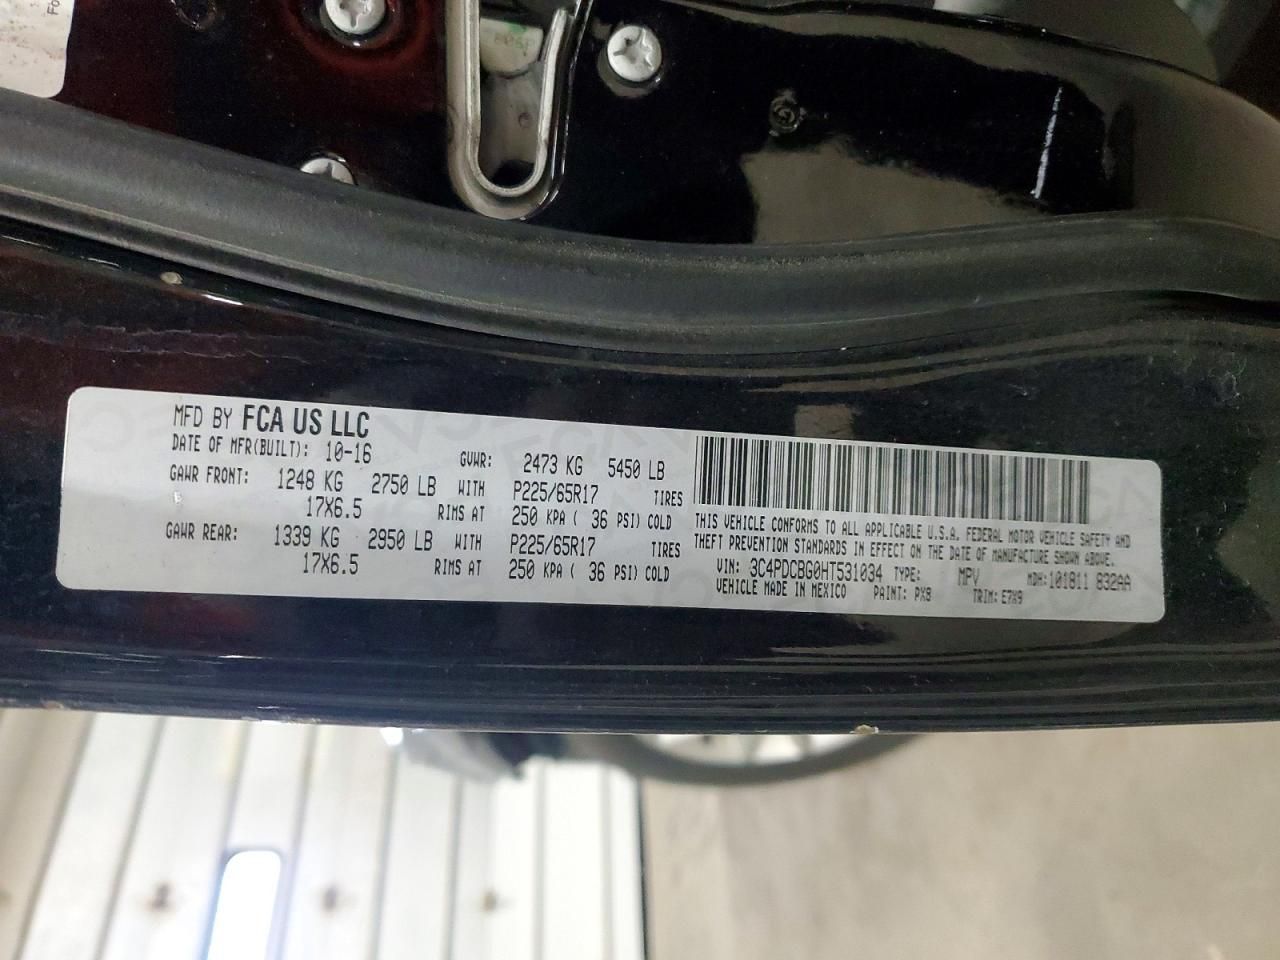 Fo
MFD BY FCA US LLC
DATE OF MFR(BUILT): 10-16 GVWR: 2473 KG 5450 LB
GAWR FRONT: 1248 KG 2750 LB WITH P225/65R17 TIRES
17X6.5 RIMS AT 250 KPA ( 36 PSI) COLD
GAWR REAR: 1339 KG 2950 LB WITH P225/65R17 TIRES
17X6.5 RIMS AT 250 KPA ( 36 PSI) COLD
THIS VEHICLE CONFORMS TO ALL APPLICABLE U.S.A. FEDERAL MOTOR VEHICLE SAFETY AND
THEFT PREVENTION STANDARDS IN EFFECT ON THE DATE OF MANUFACTURE SHOWN ABOVE.
VIN: 3C4PDCBG0HT531034 TYPE: MPV MDH:101811 832AA
VEHICLE MADE IN MEXICO PAINT: PX8 TRIM: E7X9